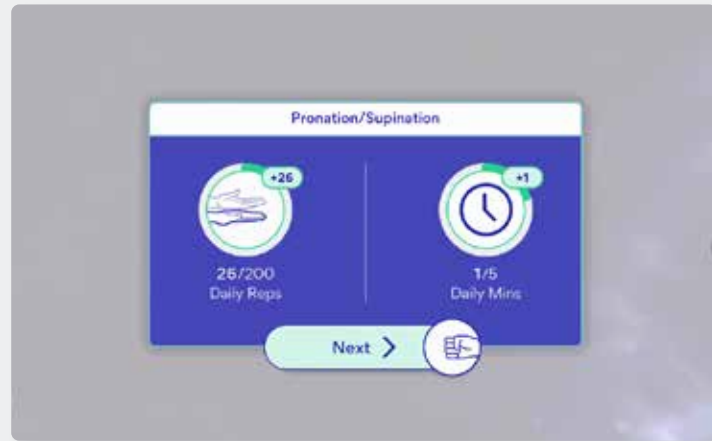 Pronation/Supination
+26
+1
26/200
Daily Reps
1/5
Daily Mins
Next